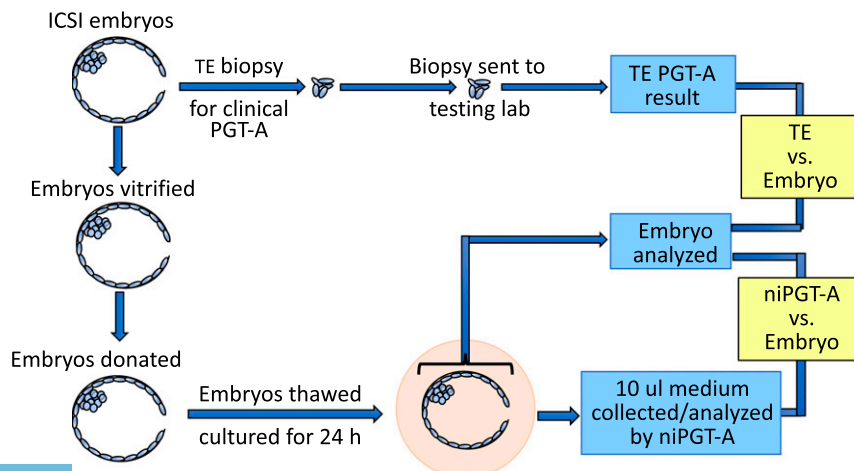 ICSI embryos
TE biopsy
for clinical
PGT-A
Biopsy sent to
testing lab
TE PGT-A
result
TE
vs.
Embryo
Embryos vitrified
Embryo
analyzed
niPGT-A
vs.
Embryo
Embryos donated
Embryos thawed
cultured for 24 h
10 ul medium
collected/analyzed
by niPGT-A